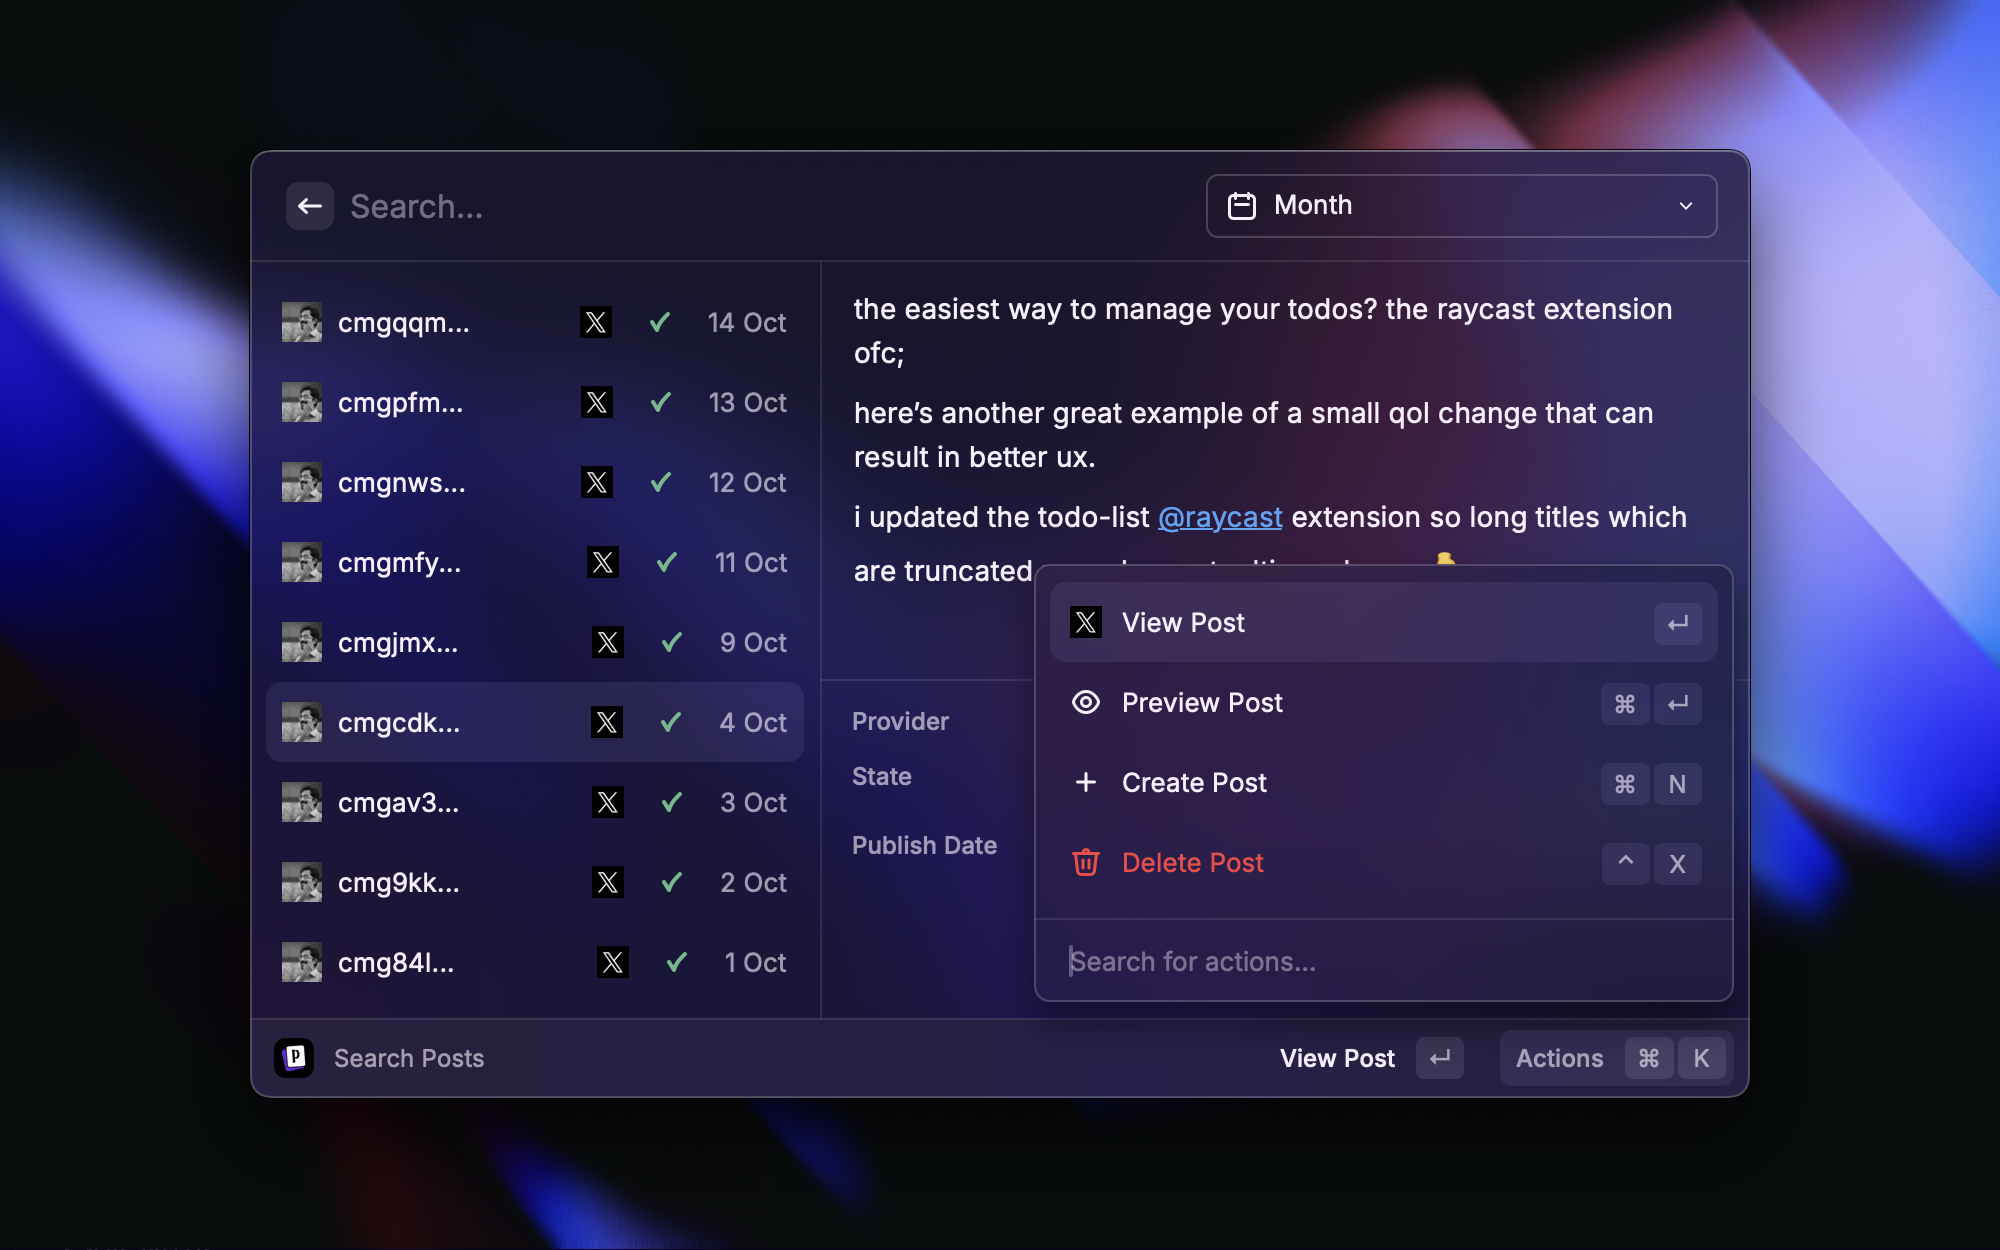 Search...
Month
cmgqqm... 14 Oct
cmgpfm... 13 Oct
cmgnws... 12 Oct
cmgmfy... 11 Oct
cmgjmx... 9 Oct
cmgcdk... 4 Oct
cmgav3... 3 Oct
cmg9kk... 2 Oct
cmg84l... 1 Oct
the easiest way to manage your todos? the raycast extension
ofc;
here’s another great example of a small qol change that can
result in better ux.
i updated the todo-list @raycast extension so long titles which
are truncated
Provider
State
Publish Date
View Post ↵
Preview Post ⌘ ↵
Create Post ⌘ N
Delete Post ^ X
Search for actions...
P Search Posts
View Post ↵ Actions ⌘ K